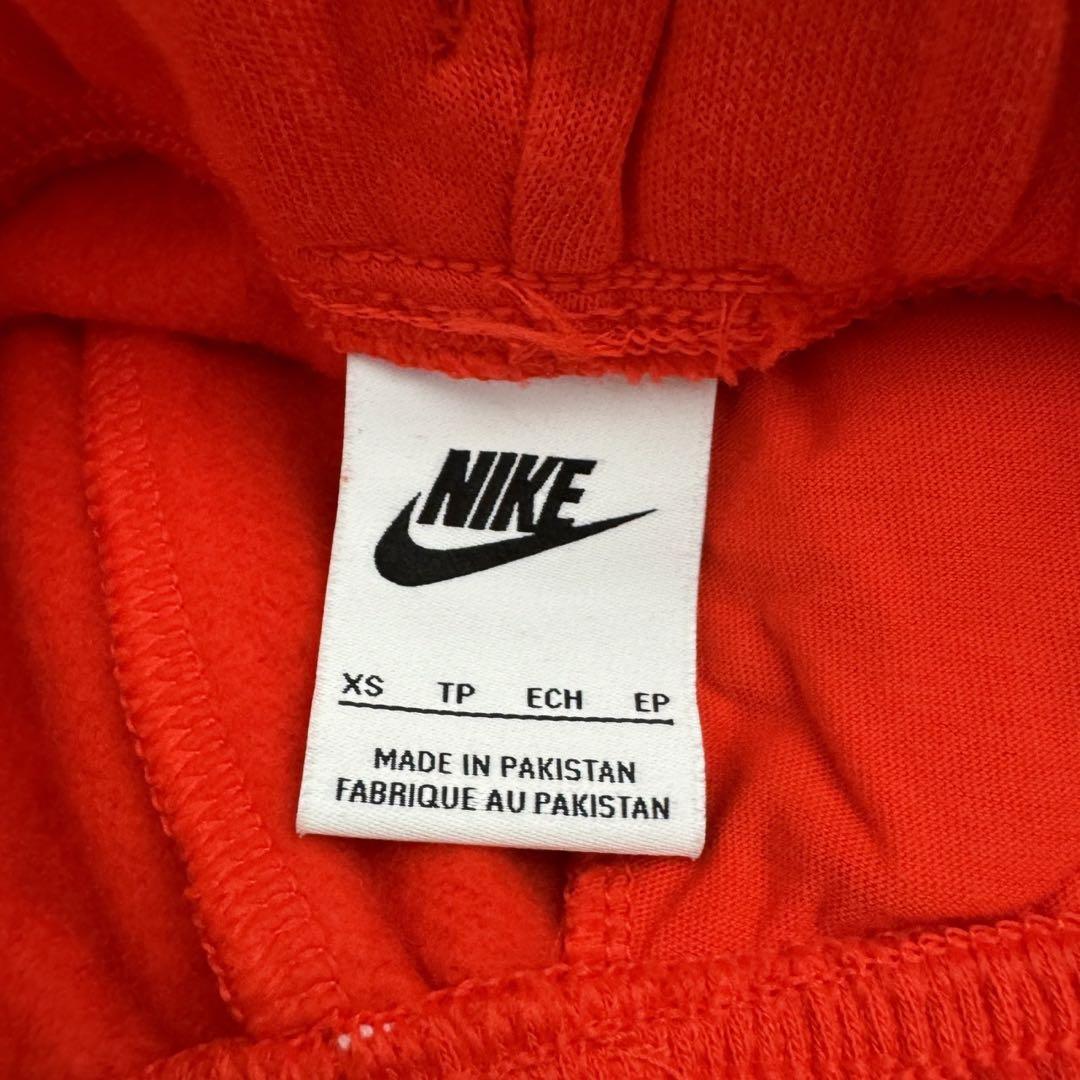 NIKE
XS TP ECH EP
MADE IN PAKISTAN
FABRIQUE AU PAKISTAN